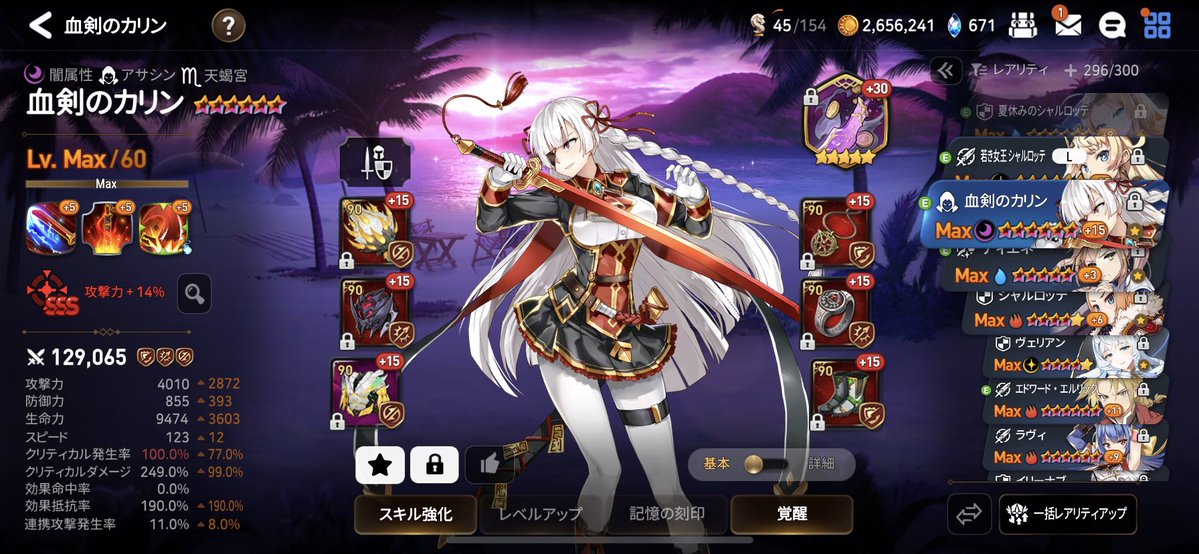 血剣のカリン
?
45/154
2,656,241
671
1
闇属性 アサシン 天蝎宮
血剣のカリン
Lv. Max/60
Max
+5
+5
+5
SSS
攻撃力 + 14%
129,065
攻撃力 4010 2872
防御力 855 393
生命力 9474 3603
スピード 123 12
クリティカル発生率 100.0% 77.0%
クリティカルダメージ 249.0% 99.0%
効果命中率 0.0%
効果抵抗率 190.0% 190.0%
連携攻撃発生率 11.0% 8.0%
90 +15
+15
90 +15
+30
90 +15
90 +15
+15
基本
詳細
スキル強化
レベルアップ
記憶の刻印
覚醒
レアリティ
296/300
E 夏休みのシャルロッテ
Max
E 若き女王シャルロッテ L
E 血剣のカリン
Max +15
Max +3
シャルロッテ
Max +6
ヴェリアン
Max
E エドワード・エルリック
Max +11
ラヴィ
Max +9
一括レアリティアップ